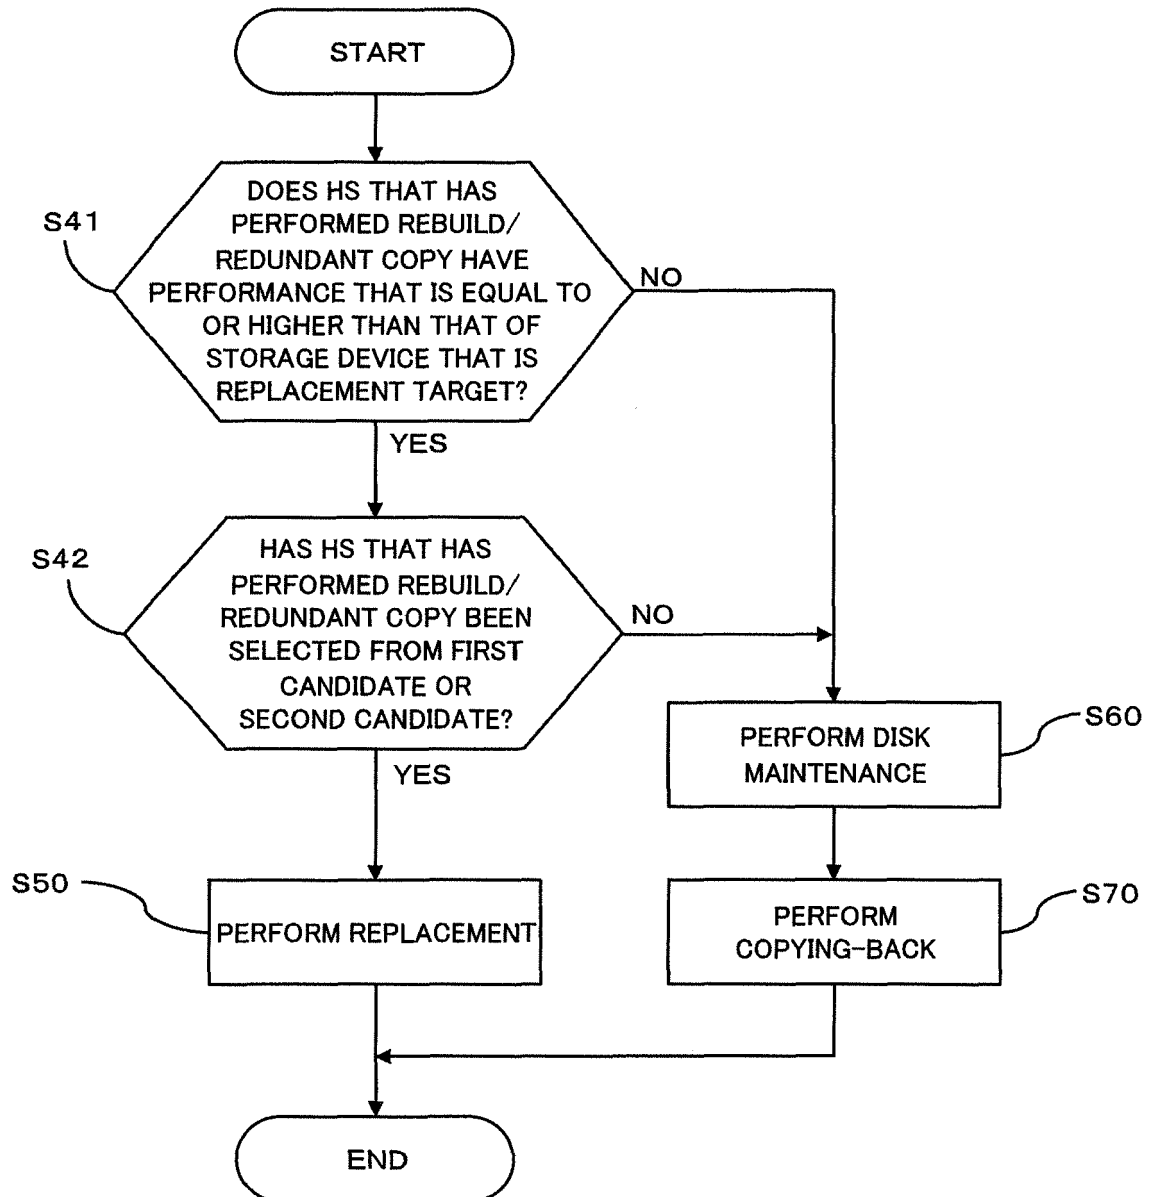 START
S41
DOES HS THAT HAS
PERFORMED REBUILD/
REDUNDANT COPY HAVE
PERFORMANCE THAT IS EQUAL TO
OR HIGHER THAN THAT OF
STORAGE DEVICE THAT IS
REPLACEMENT TARGET?
NO
YES
S42
HAS HS THAT HAS
PERFORMED REBUILD/
REDUNDANT COPY BEEN
SELECTED FROM FIRST
CANDIDATE OR
SECOND CANDIDATE?
NO
YES
PERFORM DISK
MAINTENANCE
S60
S50
PERFORM REPLACEMENT
PERFORM
COPYING-BACK
S70
END